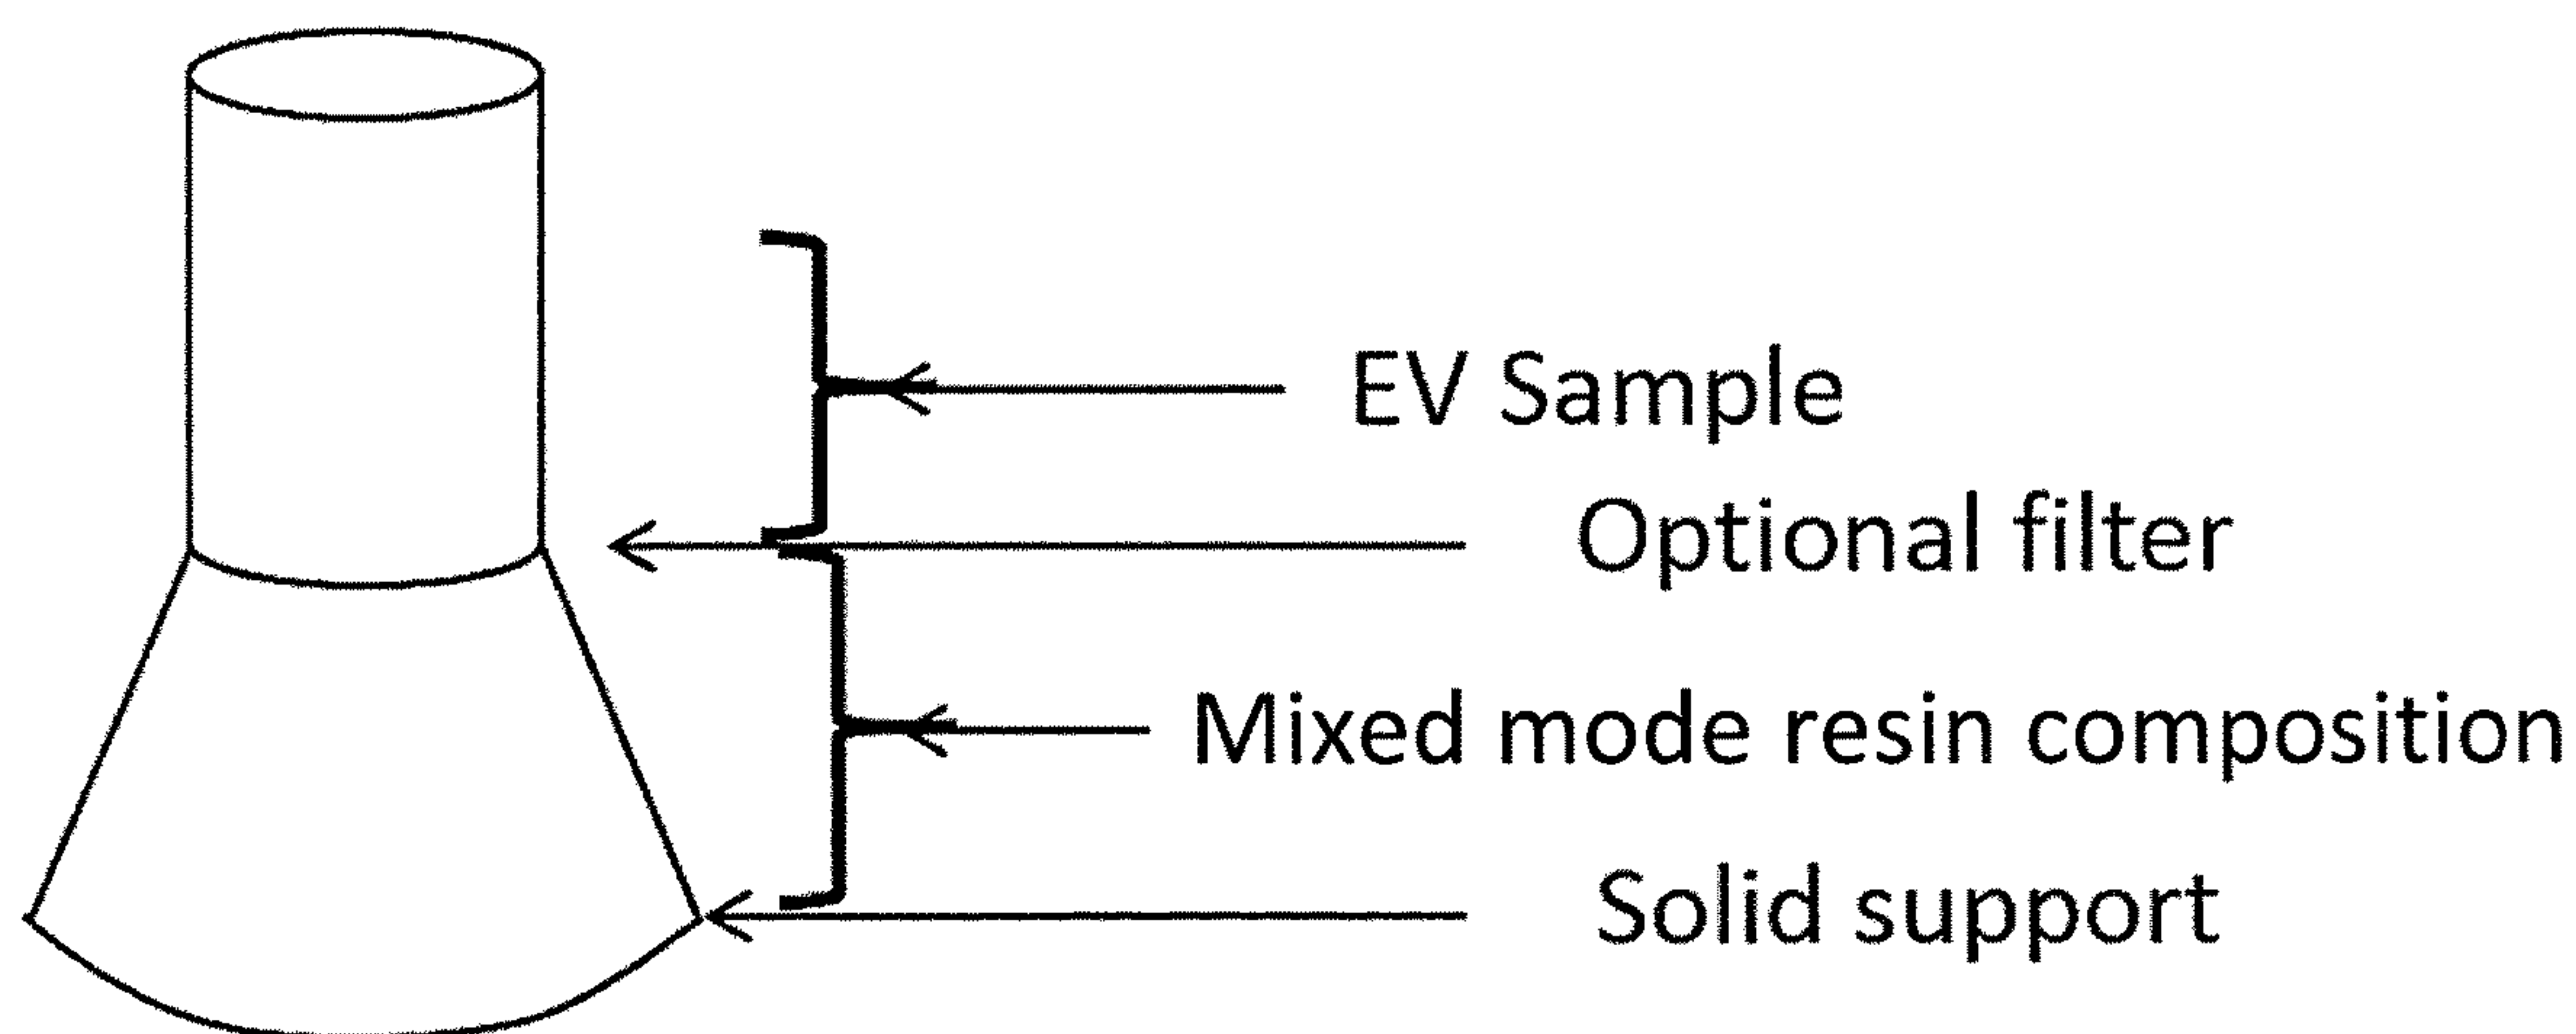 EV Sample
Optional filter
Mixed mode resin composition
Solid support